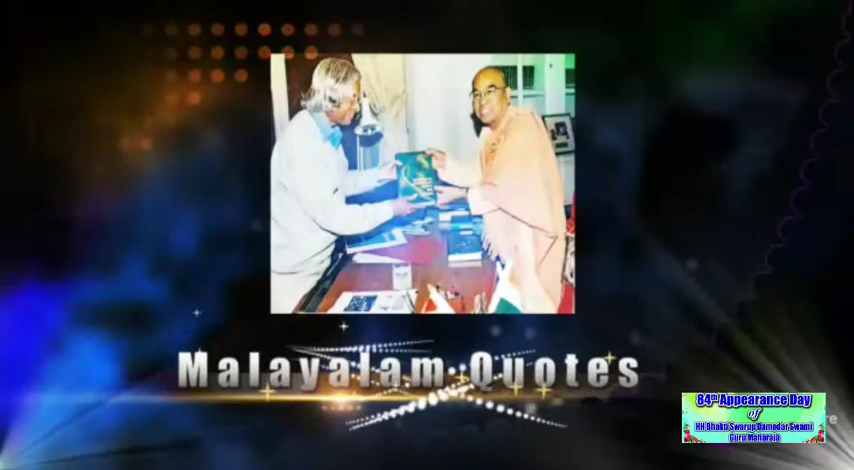 Malayalam Quotes
84th Appearance Day
of
HH Bhakti Swarup Damodar Swami
Guru Maharaja